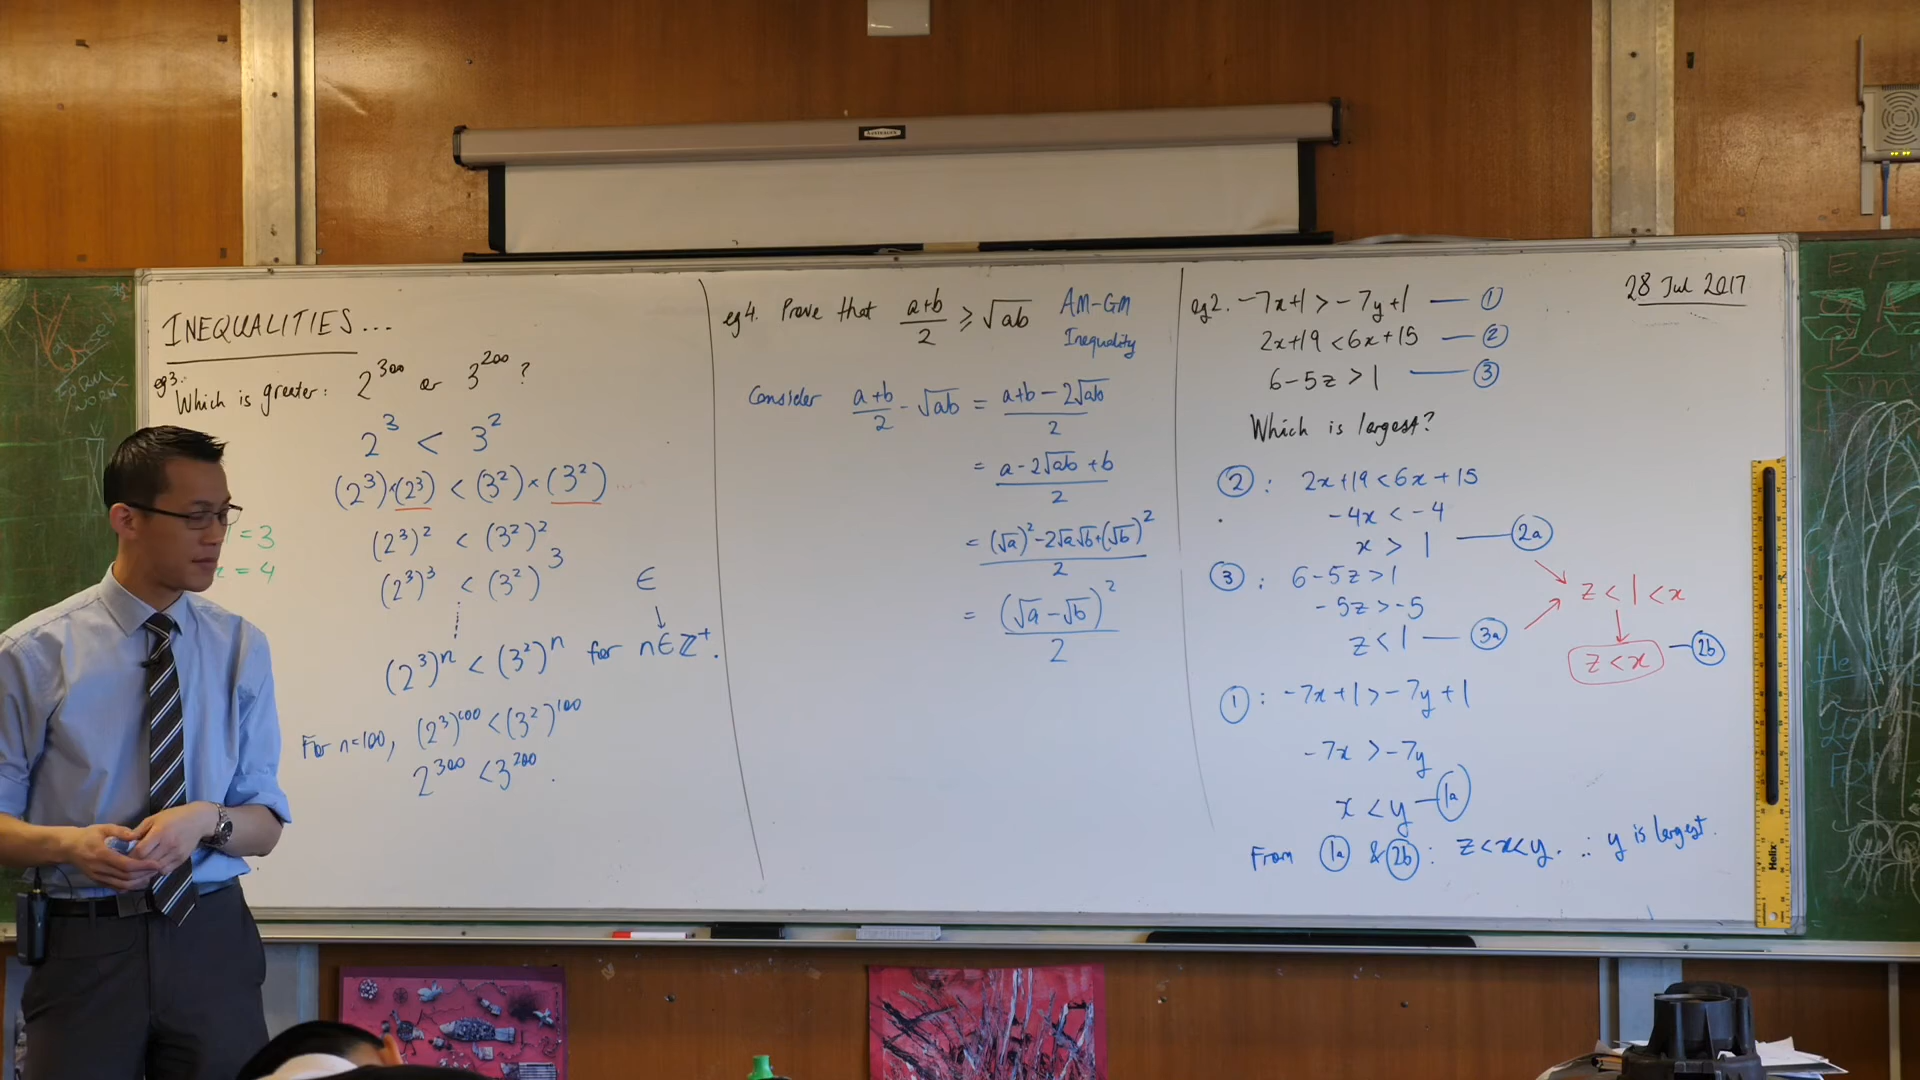 INEQUALITIES...
eg3.
Which is greater: 2^300 or 3^200 ?
2^3 < 3^2
(2^3)×(2^3) < (3^2)×(3^2) ...
(2^3)^2 < (3^2)^2
(2^3)^3 < (3^2)^3
∈
(2^3)^n < (3^2)^n for n∈ℤ^+.
For n=100, (2^3)^100 < (3^2)^100
2^300 < 3^200.
= 3
= 4
eg4. Prove that (a+b)/2 ⩾ √ab AM-GM
Inequality
Consider (a+b)/2 - √ab = (a+b-2√ab)/2
= (a-2√ab+b)/2
= ((√a)^2-2√a√b+(√b)^2)/2
= (√a-√b)^2/2
28 Jul 2017
eg2. -7x+1 > -7y+1 — ①
2x+19 < 6x+15 — ②
6-5z > 1 — ③
Which is largest?
②: 2x+19 < 6x+15
-4x < -4
x > 1 — 2a
③: 6-5z > 1
-5z > -5
z < 1 — 3a
z < 1 < x
z < x — 2b
①: -7x+1 > -7y+1
-7x > -7y
x < y — 1a
From 1a & 2b: z<x<y. ∴ y is largest.
Helix